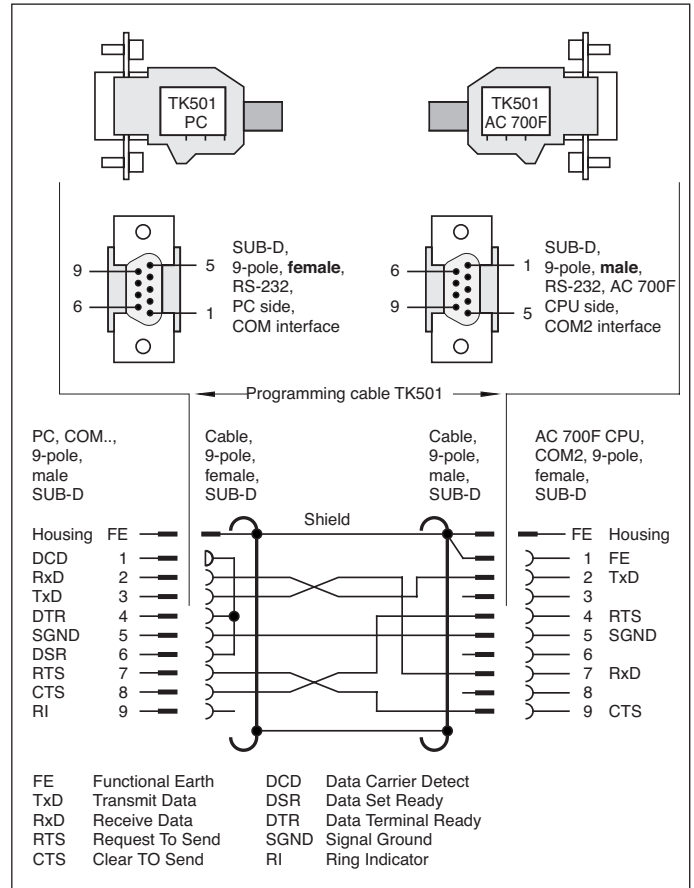 TK501
PC
TK501
AC 700F
9
6
5
1
SUB-D,
9-pole, female,
RS-232,
PC side,
COM interface
6
9
1
5
SUB-D,
9-pole, male,
RS-232, AC 700F
CPU side,
COM2 interface
Programming cable TK501
PC, COM..,
9-pole,
male
SUB-D
Cable,
9-pole,
female,
SUB-D
Cable,
9-pole,
male,
SUB-D
AC 700F CPU,
COM2, 9-pole,
female,
SUB-D
Shield
Housing FE
DCD 1
RxD 2
TxD 3
DTR 4
SGND 5
DSR 6
RTS 7
CTS 8
RI 9
FE Housing
1 FE
2 TxD
3
4 RTS
5 SGND
6
7 RxD
8
9 CTS
FE Functional Earth
TxD Transmit Data
RxD Receive Data
RTS Request To Send
CTS Clear TO Send
DCD Data Carrier Detect
DSR Data Set Ready
DTR Data Terminal Ready
SGND Signal Ground
RI Ring Indicator